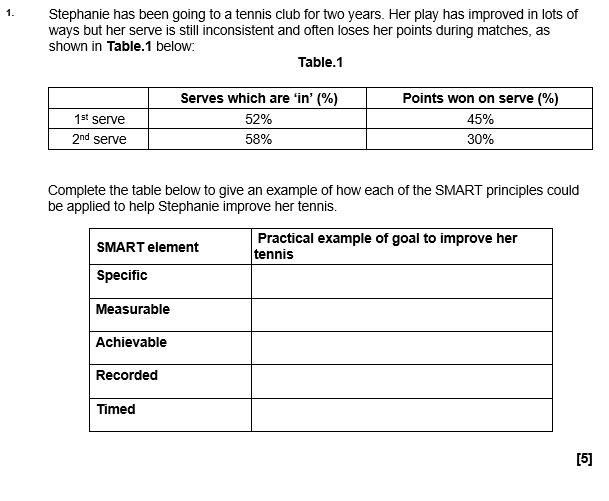 1. Stephanie has been going to a tennis club for two years. Her play has improved in lots of
ways but her serve is still inconsistent and often loses her points during matches, as
shown in Table.1 below:
Table.1
Serves which are ‘in’ (%) Points won on serve (%)
1st serve 52% 45%
2nd serve 58% 30%
Complete the table below to give an example of how each of the SMART principles could
be applied to help Stephanie improve her tennis.
SMART element Practical example of goal to improve her
tennis
Specific
Measurable
Achievable
Recorded
Timed
[5]